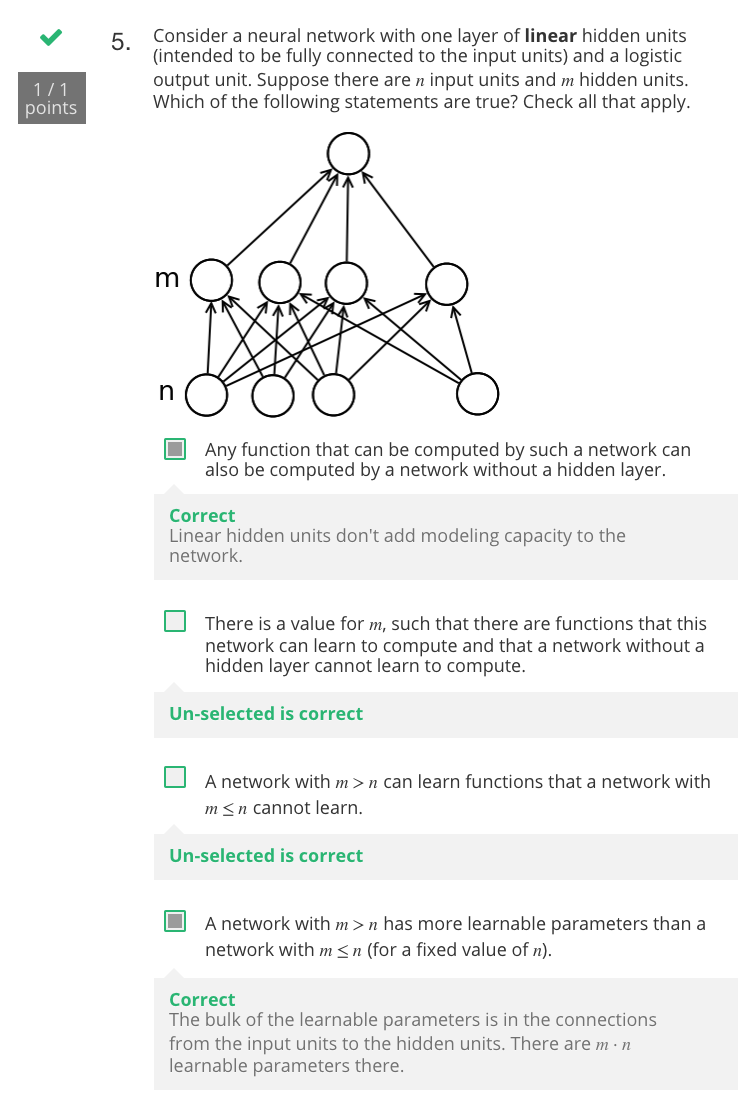 5. Consider a neural network with one layer of linear hidden units
(intended to be fully connected to the input units) and a logistic
output unit. Suppose there are n input units and m hidden units.
Which of the following statements are true? Check all that apply.
1 / 1
points
m
n
Any function that can be computed by such a network can
also be computed by a network without a hidden layer.
Correct
Linear hidden units don't add modeling capacity to the
network.
There is a value for m, such that there are functions that this
network can learn to compute and that a network without a
hidden layer cannot learn to compute.
Un-selected is correct
A network with m > n can learn functions that a network with
m ≤ n cannot learn.
Un-selected is correct
A network with m > n has more learnable parameters than a
network with m ≤ n (for a fixed value of n).
Correct
The bulk of the learnable parameters is in the connections
from the input units to the hidden units. There are m · n
learnable parameters there.